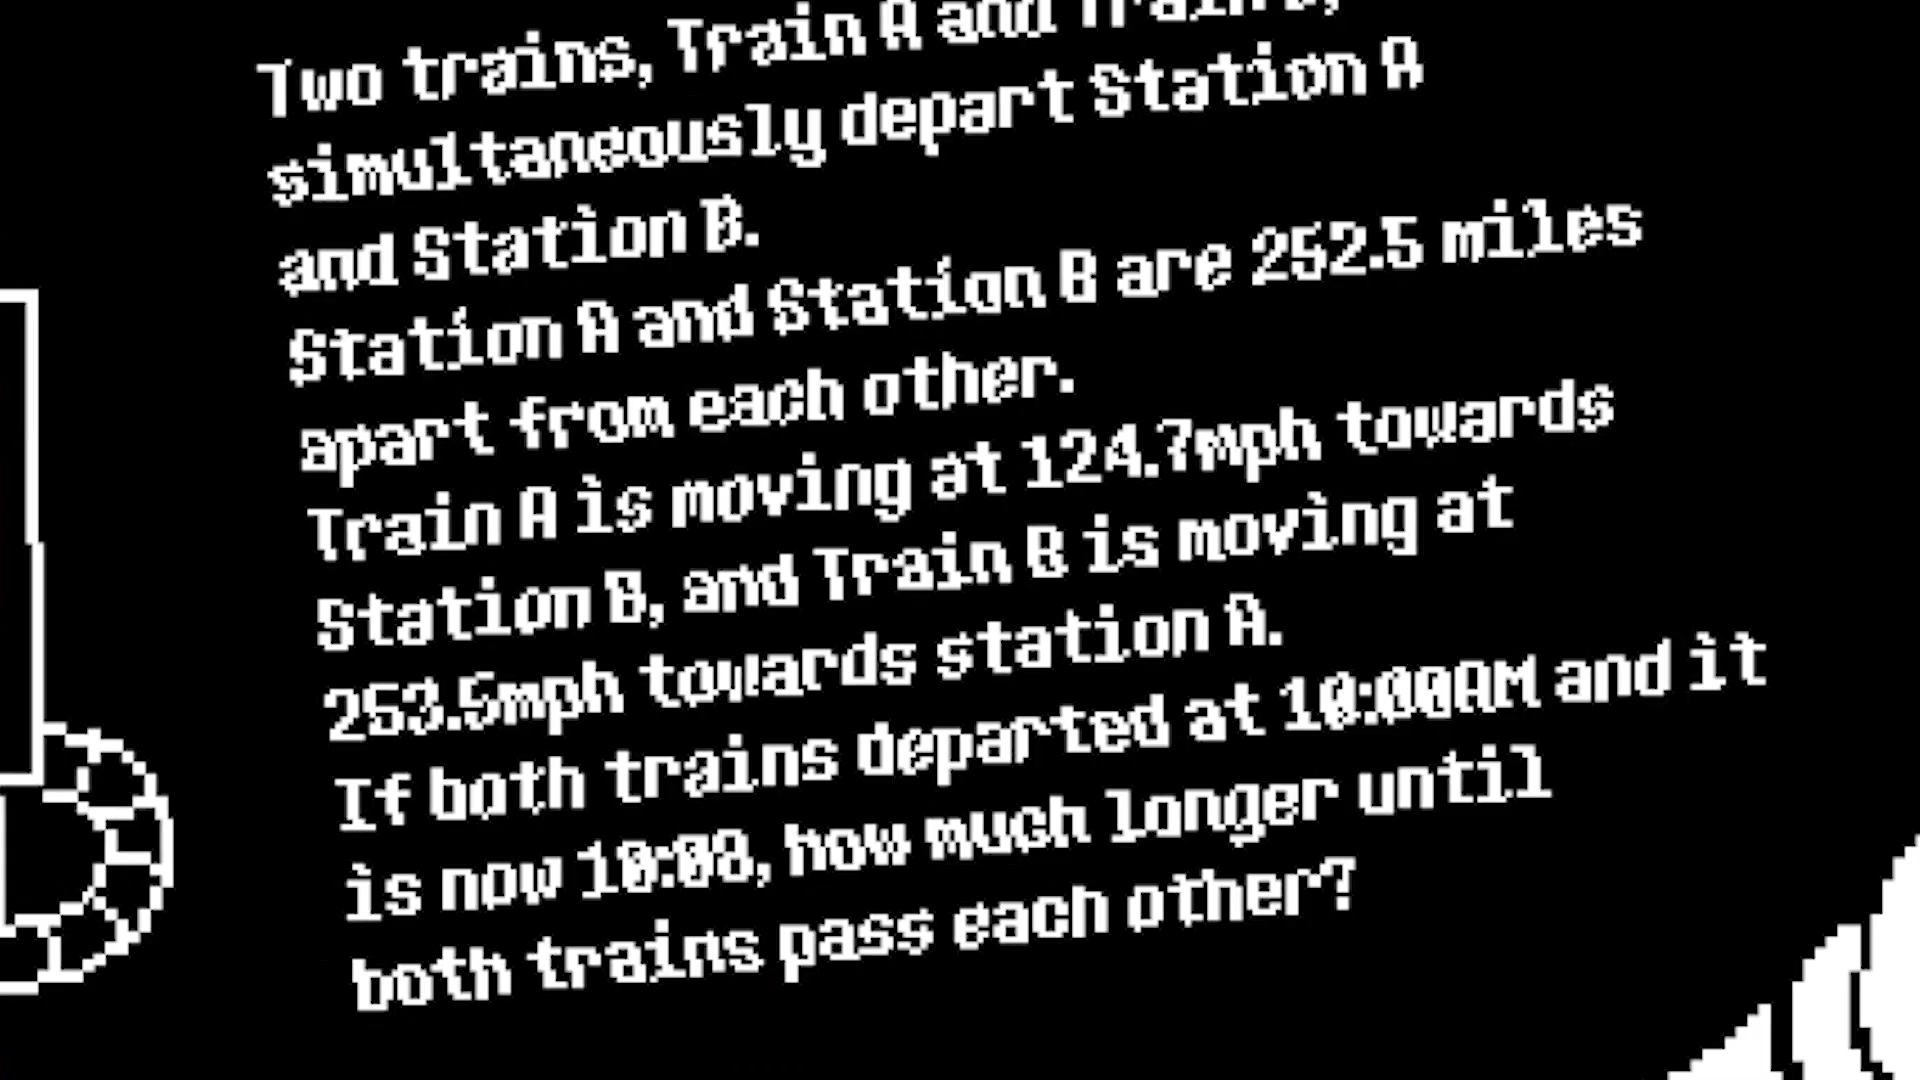 Two trains, Train A and Train B,
simultaneously depart Station A
and Station B.
Station A and Station B are 252.5 miles
apart from each other.
Train A is moving at 124.7mph towards
Station B, and Train B is moving at
253.5mph towards station A.
If both trains departed at 10:00AM and it
is now 10:08, how much longer until
both trains pass each other?